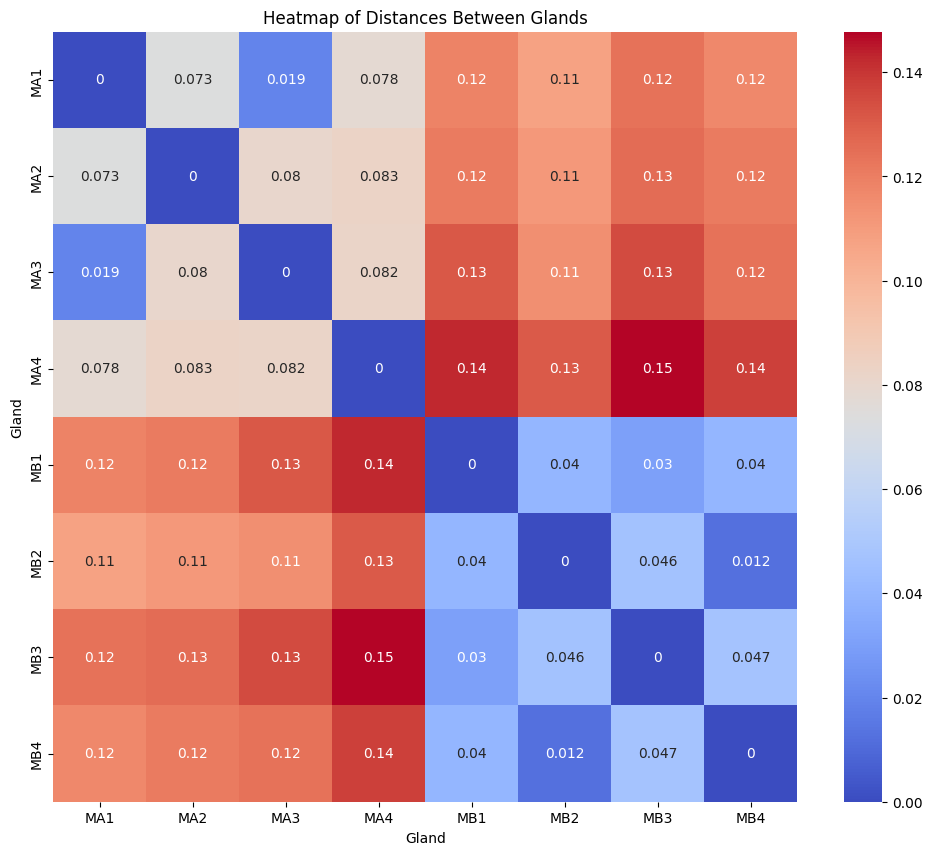 Heatmap of Distances Between Glands
MA1 0 0.073 0.019 0.078 0.12 0.11 0.12 0.12
MA2 0.073 0 0.08 0.083 0.12 0.11 0.13 0.12
MA3 0.019 0.08 0 0.082 0.13 0.11 0.13 0.12
MA4 0.078 0.083 0.082 0 0.14 0.13 0.15 0.14
MB1 0.12 0.12 0.13 0.14 0 0.04 0.03 0.04
MB2 0.11 0.11 0.11 0.13 0.04 0 0.046 0.012
MB3 0.12 0.13 0.13 0.15 0.03 0.046 0 0.047
MB4 0.12 0.12 0.12 0.14 0.04 0.012 0.047 0
MA1 MA2 MA3 MA4 MB1 MB2 MB3 MB4
Gland
Gland
0.14
0.12
0.10
0.08
0.06
0.04
0.02
0.00